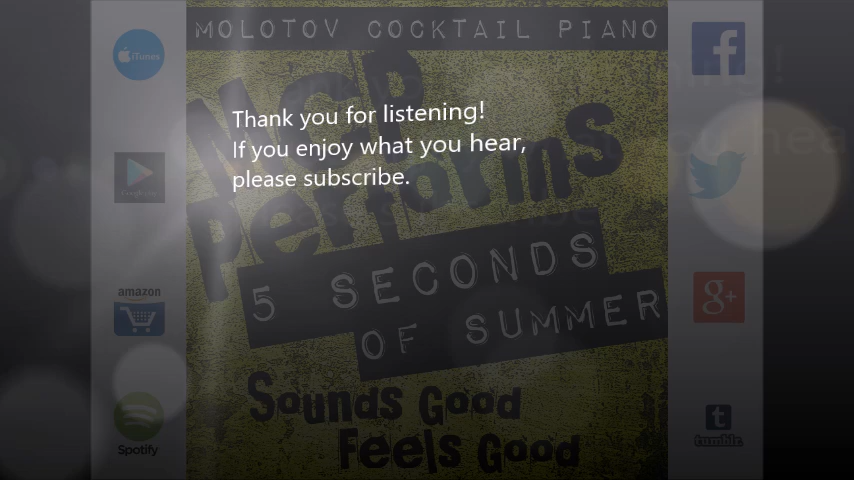 MOLOTOV COCKTAIL PIANO
iTunes
Thank you for listening!
If you enjoy what you hear,
please subscribe.
MCP
Performs
5 SECONDS
OF SUMMER
Sounds Good
Feels Good
amazon
Spotify
g+
tumblr.